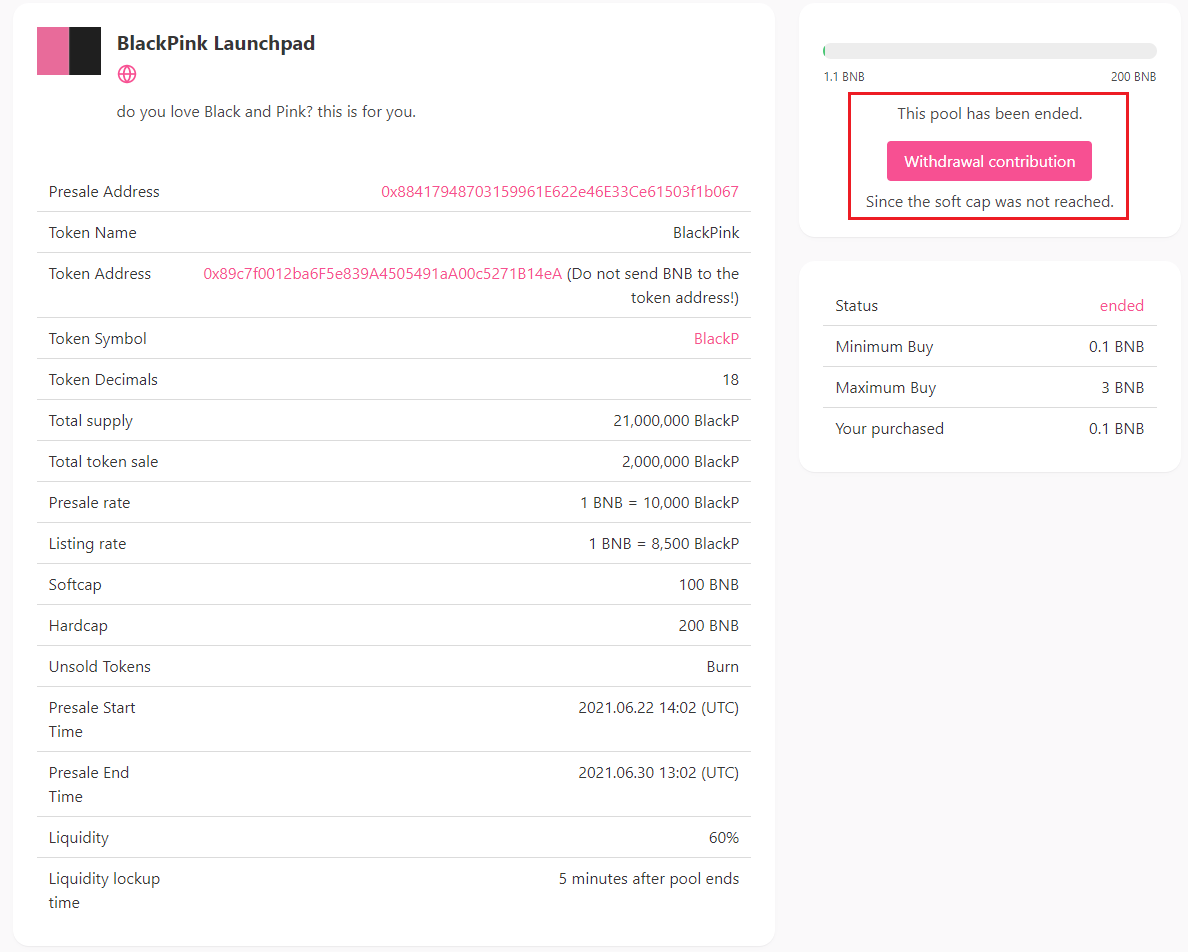 BlackPink Launchpad
do you love Black and Pink? this is for you.
Presale Address 0x88417948703159961E622e46E33Ce61503f1b067
Token Name BlackPink
Token Address 0x89c7f0012ba6F5e839A4505491aA00c5271B14eA (Do not send BNB to the
token address!)
Token Symbol BlackP
Token Decimals 18
Total supply 21,000,000 BlackP
Total token sale 2,000,000 BlackP
Presale rate 1 BNB = 10,000 BlackP
Listing rate 1 BNB = 8,500 BlackP
Softcap 100 BNB
Hardcap 200 BNB
Unsold Tokens Burn
Presale Start 2021.06.22 14:02 (UTC)
Time
Presale End 2021.06.30 13:02 (UTC)
Time
Liquidity 60%
Liquidity lockup 5 minutes after pool ends
time
1.1 BNB 200 BNB
This pool has been ended.
Withdrawal contribution
Since the soft cap was not reached.
Status ended
Minimum Buy 0.1 BNB
Maximum Buy 3 BNB
Your purchased 0.1 BNB